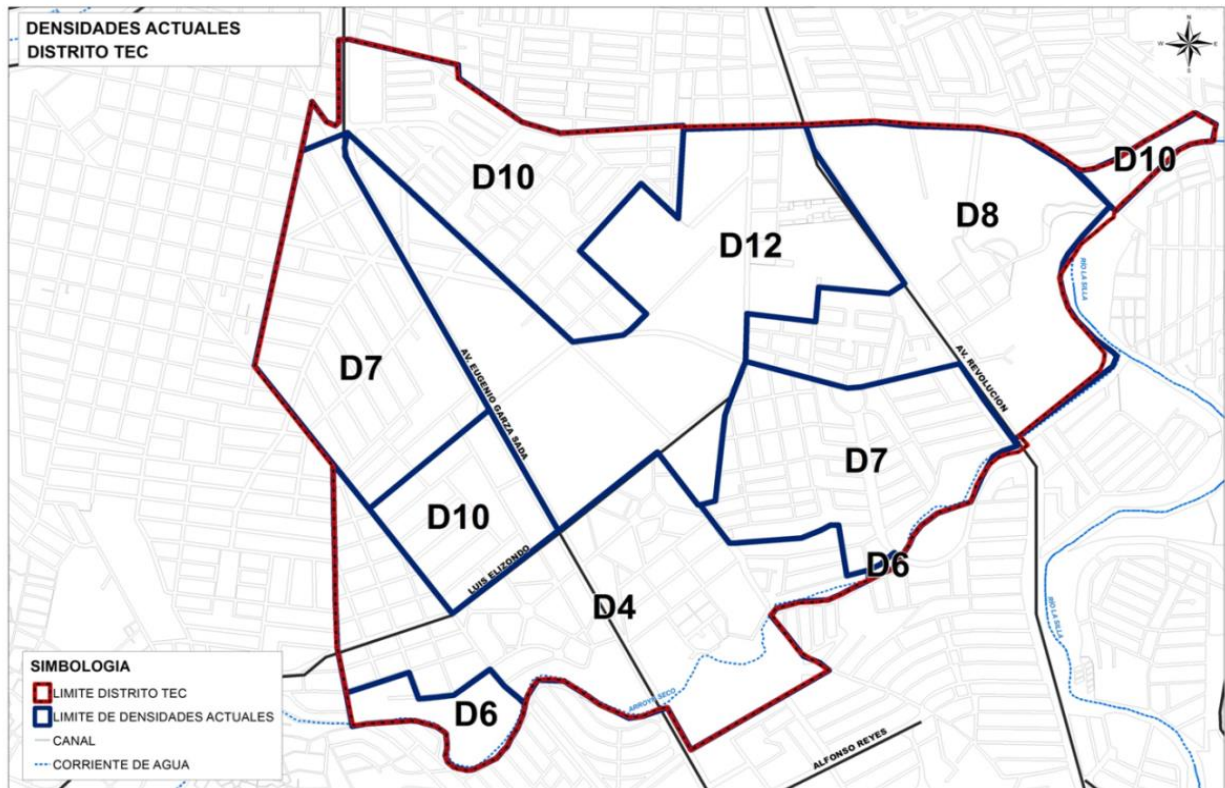 DENSIDADES ACTUALES
DISTRITO TEC
N
W
E
S
D10
D10
D8
D12
RÍO LA SILLA
D7
AV. EUGENIO GARZA SADA
AV. REVOLUCION
D7
D10
LUIS ELIZONDO
D6
D4
RÍO LA SILLA
ARROYO SECO
D6
ALFONSO REYES
SIMBOLOGIA
LIMITE DISTRITO TEC
LIMITE DE DENSIDADES ACTUALES
CANAL
CORRIENTE DE AGUA